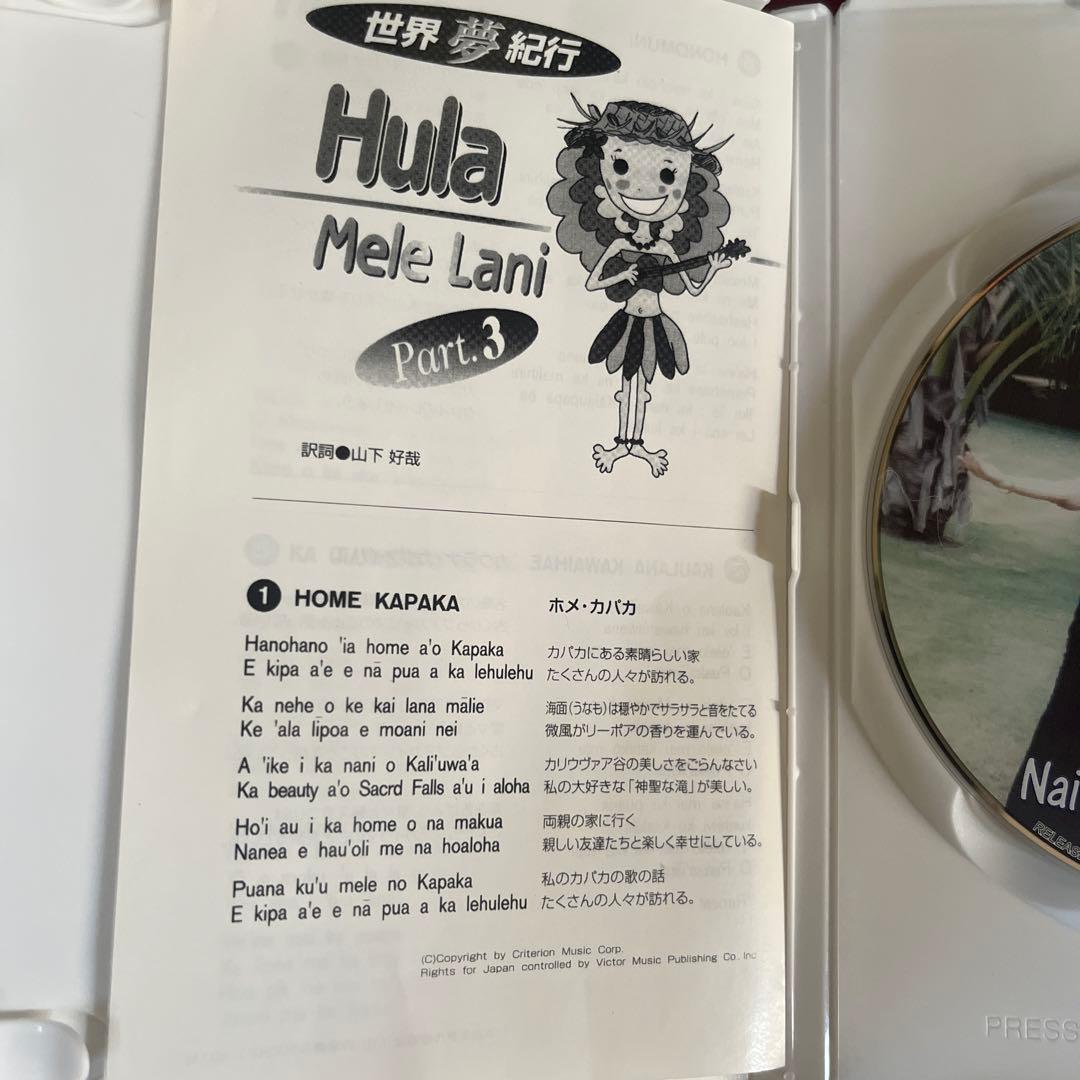 世界夢紀行
Hula
Mele Lani
Part.3
訳詞●山下 好哉
1 HOME KAPAKA ホメ・カパカ
Hanohano 'ia home a'o Kapaka カパカにある素晴らしい家
E kipa a'e e nā pua a ka lehulehu たくさんの人々が訪れる。
Ka nehe o ke kai lana mālie 海面(うなも)は穏やかでサラサラと音をたてる
Ke 'ala līpoa e moani nei 微風がリーポアの香りを運んでいる。
A 'ike i ka nani o Kali'uwa'a カリウヴァア谷の美しさをごらんなさい
Ka beauty a'o Sacrd Falls a'u i aloha 私の大好きな「神聖な滝」が美しい。
Ho'i au i ka home o na makua 両親の家に行く
Nanea e hau'oli me na hoaloha 親しい友達たちと楽しく幸せにしている。
Puana ku'u mele no Kapaka 私のカパカの歌の話
E kipa a'e e nā pua a ka lehulehu たくさんの人々が訪れる。
(C)Copyright by Criterion Music Corp.
Rights for Japan controlled by Victor Music Publishing Co. Inc
Nai
RELEAS
PRESS